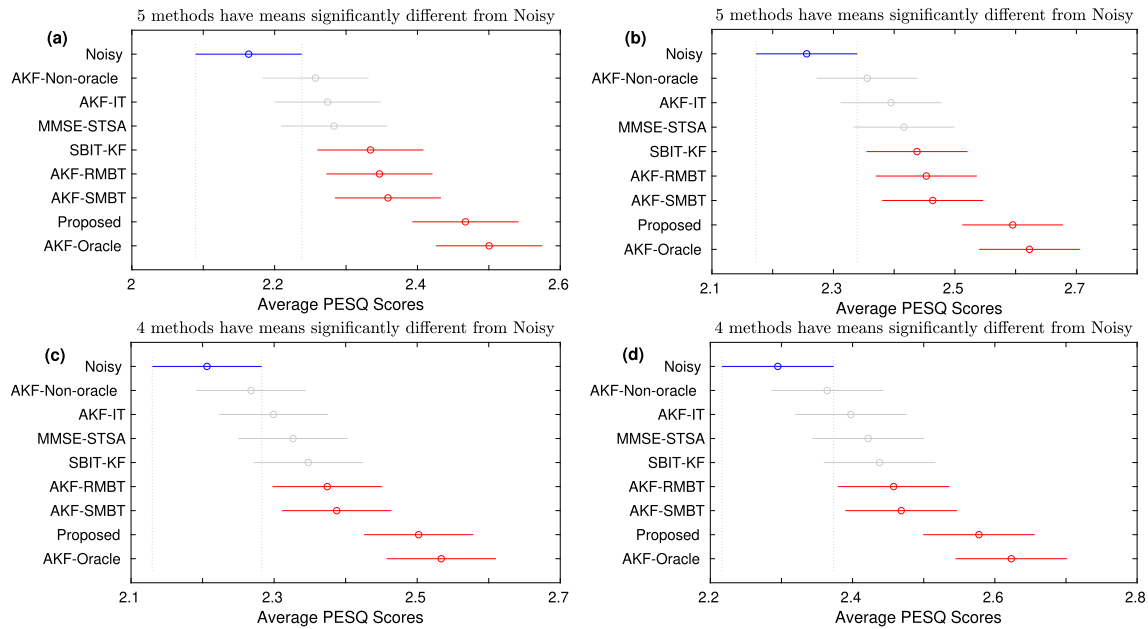 5 methods have means significantly different from Noisy
(a)
Noisy
AKF-Non-oracle
AKF-IT
MMSE-STSA
SBIT-KF
AKF-RMBT
AKF-SMBT
Proposed
AKF-Oracle
2 2.2 2.4 2.6
Average PESQ Scores
5 methods have means significantly different from Noisy
(b)
Noisy
AKF-Non-oracle
AKF-IT
MMSE-STSA
SBIT-KF
AKF-RMBT
AKF-SMBT
Proposed
AKF-Oracle
2.1 2.3 2.5 2.7
Average PESQ Scores
4 methods have means significantly different from Noisy
(c)
Noisy
AKF-Non-oracle
AKF-IT
MMSE-STSA
SBIT-KF
AKF-RMBT
AKF-SMBT
Proposed
AKF-Oracle
2.1 2.3 2.5 2.7
Average PESQ Scores
4 methods have means significantly different from Noisy
(d)
Noisy
AKF-Non-oracle
AKF-IT
MMSE-STSA
SBIT-KF
AKF-RMBT
AKF-SMBT
Proposed
AKF-Oracle
2.2 2.4 2.6 2.8
Average PESQ Scores